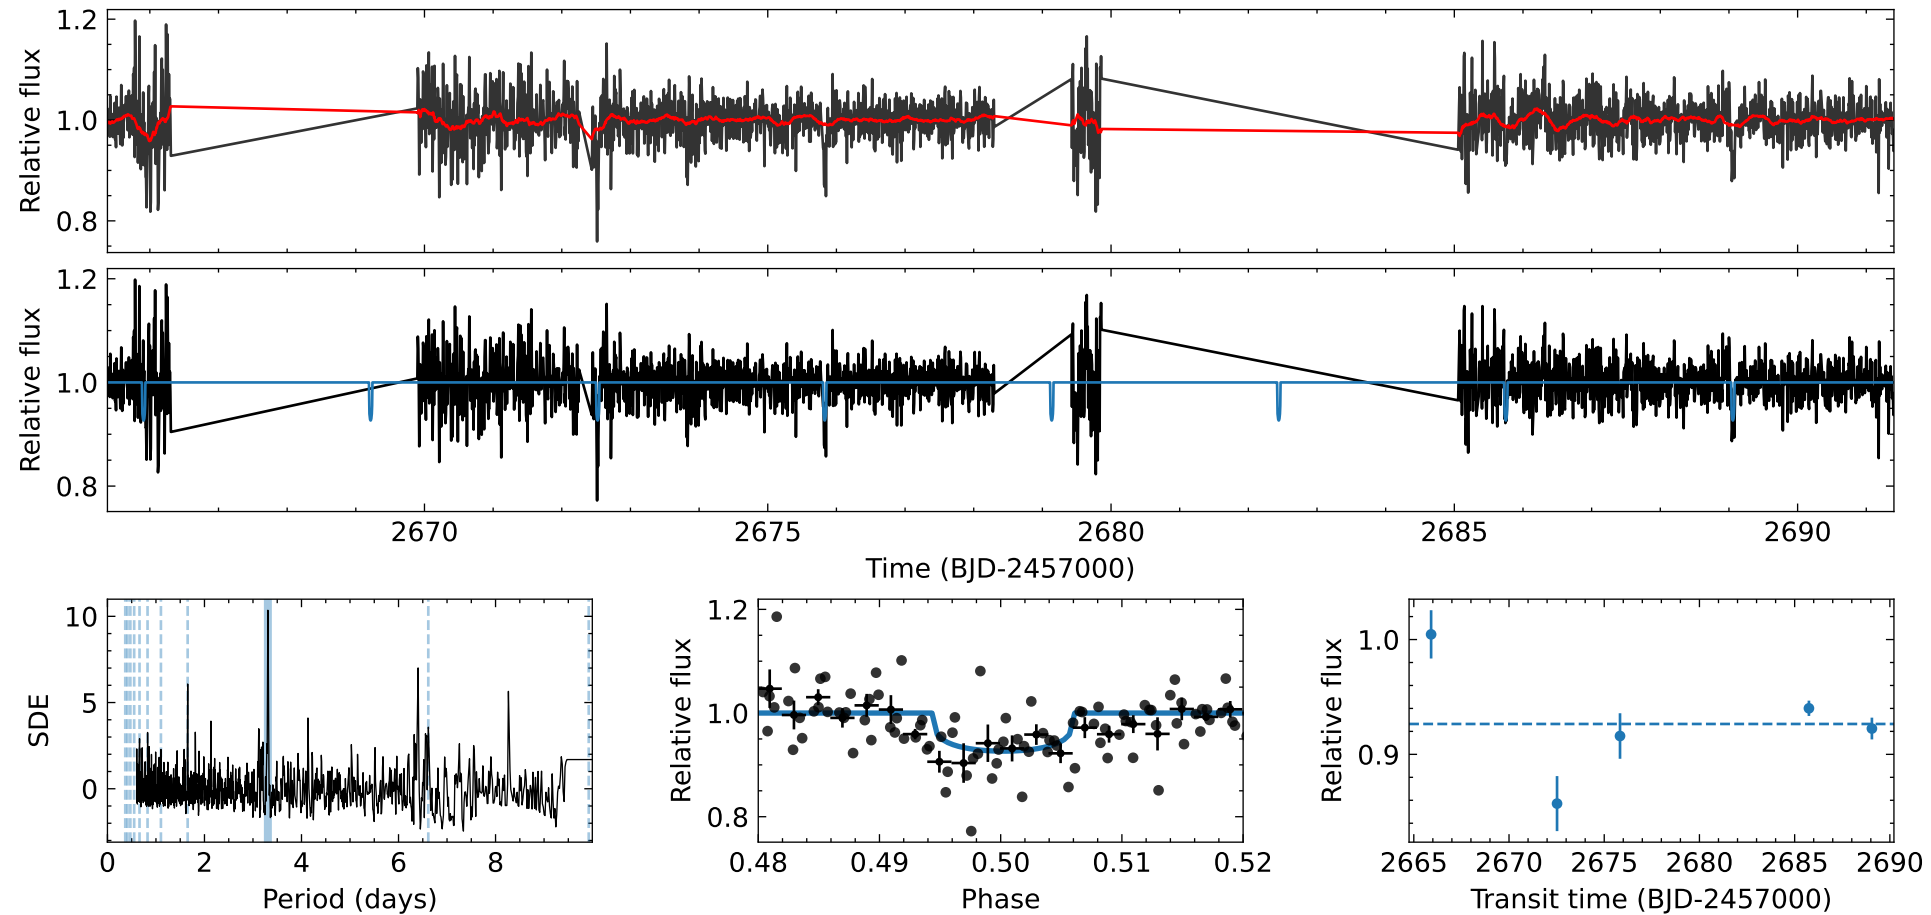 1.2
1.0
0.8
Relative flux
1.2
1.0
0.8
Relative flux
2670 2675 2680 2685 2690
Time (BJD-2457000)
10
5
0
SDE
0 2 4 6 8
Period (days)
1.2
1.0
0.8
Relative flux
0.48 0.49 0.50 0.51 0.52
Phase
1.0
0.9
Relative flux
2665 2670 2675 2680 2685 2690
Transit time (BJD-2457000)